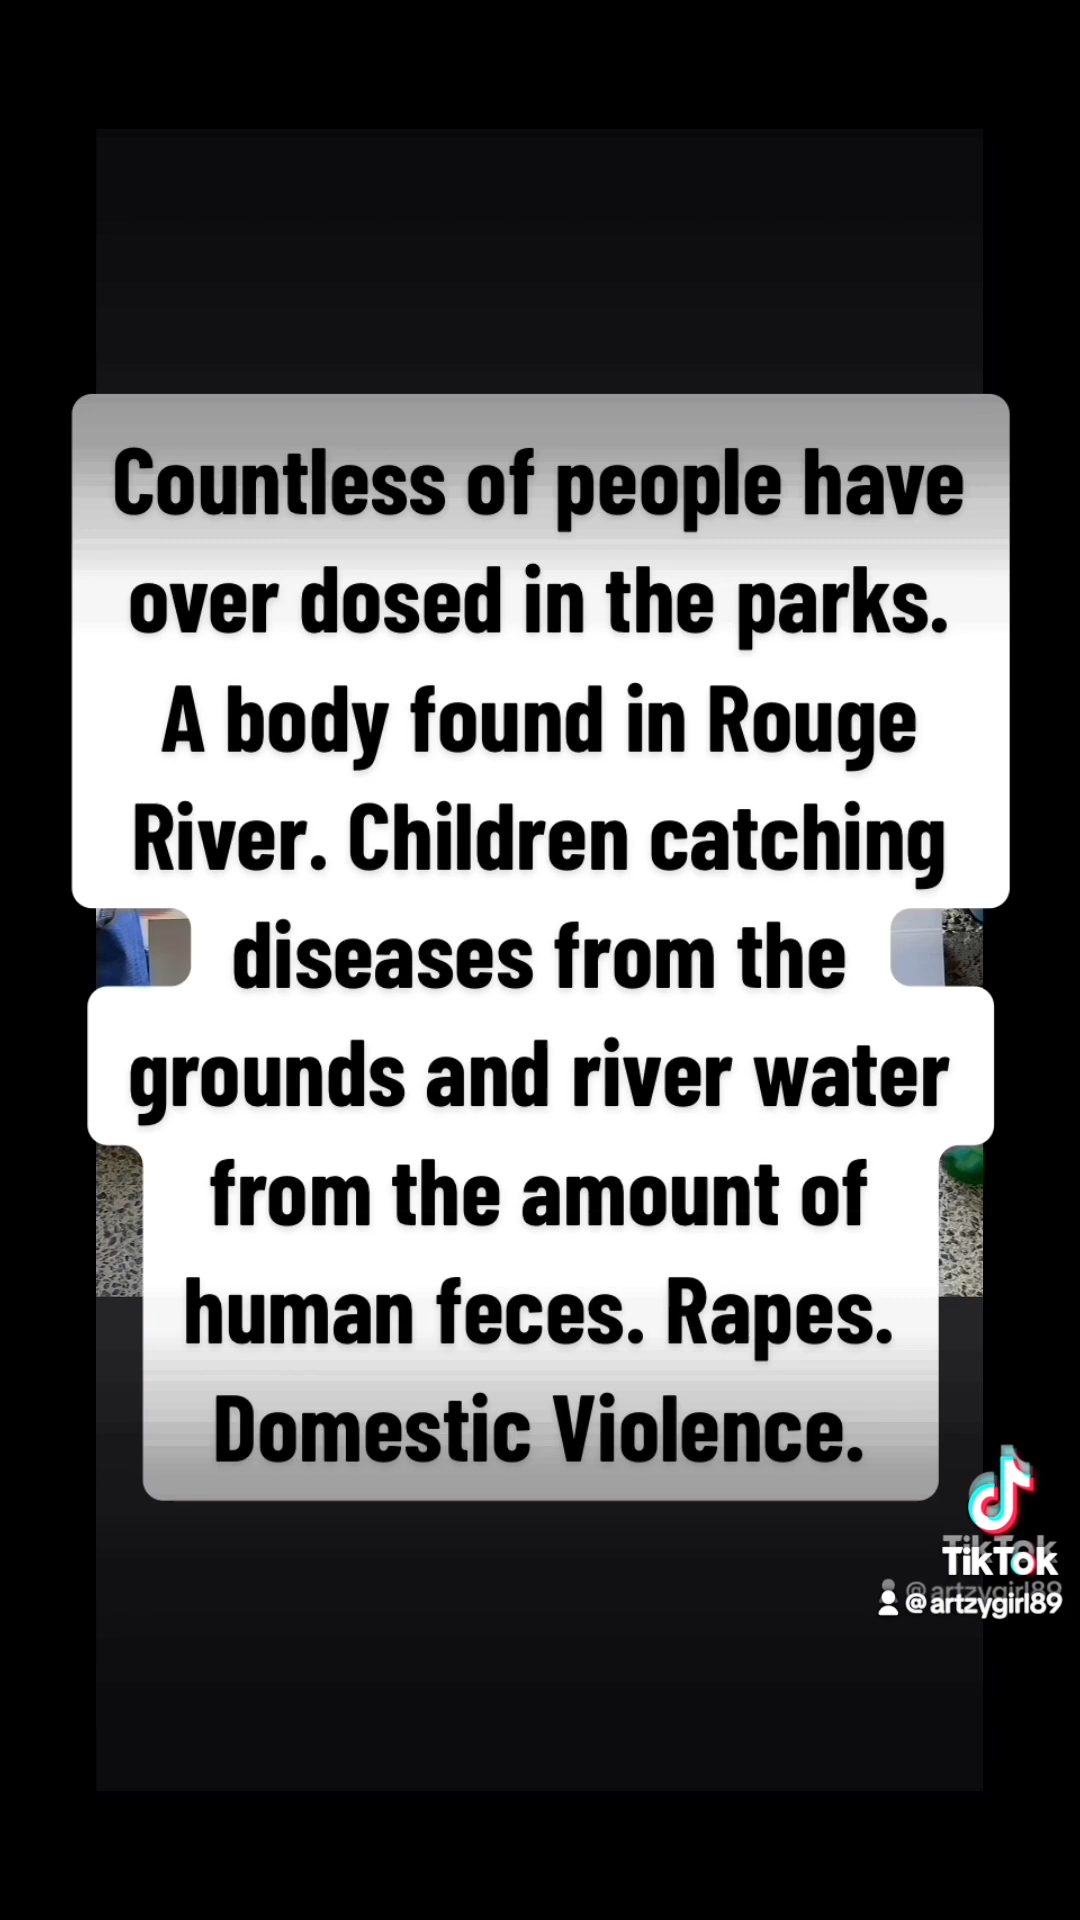 Countless of people have
over dosed in the parks.
A body found in Rouge
River. Children catching
diseases from the
grounds and river water
from the amount of
human feces. Rapes.
Domestic Violence.
TikTok
@artzygirl89